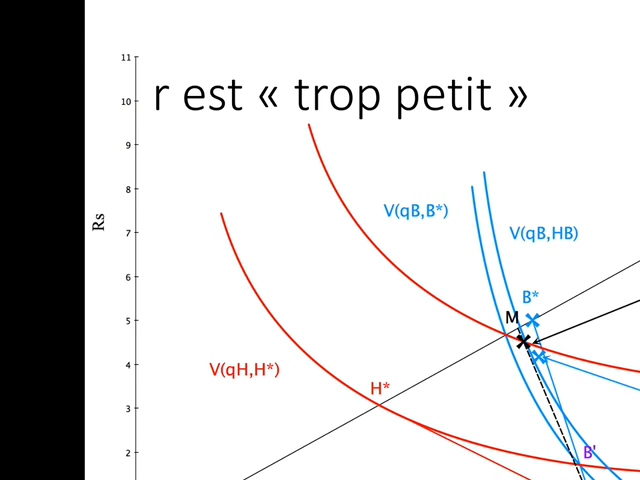 r est « trop petit »
11
10
9
8
7
6
5
4
3
2
Rs
V(qB,B*)
V(qB,HB)
B*
M
V(qH,H*)
H*
B'